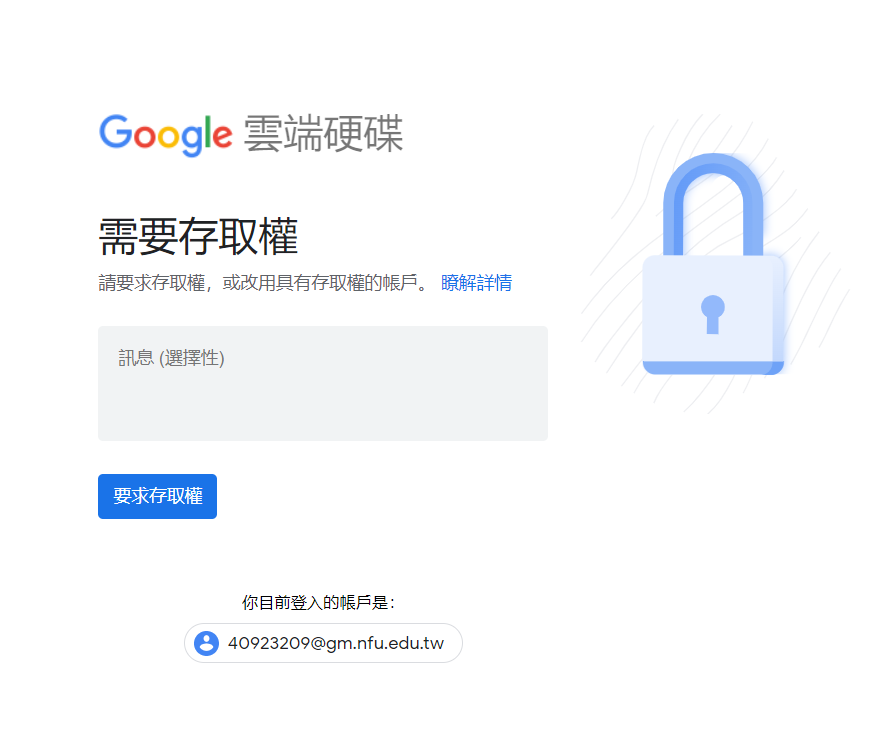 Google 雲端硬碟
需要存取權
請要求存取權，或改用具有存取權的帳戶。 瞭解詳情
訊息 (選擇性)
要求存取權
你目前登入的帳戶是：
40923209@gm.nfu.edu.tw